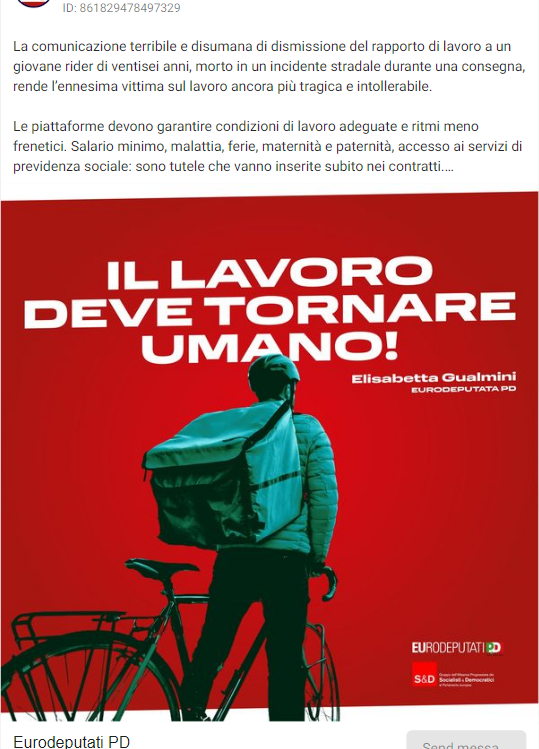 ID: 861829478497329
La comunicazione terribile e disumana di dismissione del rapporto di lavoro a un
giovane rider di ventisei anni, morto in un incidente stradale durante una consegna,
rende l'ennesima vittima sul lavoro ancora più tragica e intollerabile.
Le piattaforme devono garantire condizioni di lavoro adeguate e ritmi meno
frenetici. Salario minimo, malattia, ferie, maternità e paternità, accesso ai servizi di
previdenza sociale: sono tutele che vanno inserite subito nei contratti....
IL LAVORO
DEVE TORNARE
UMANO!
Elisabetta Gualmini
EURODEPUTATA PD
EURODEPUTATI PD
S&D
Socialisti & Democratici
Eurodeputati PD
Send messa